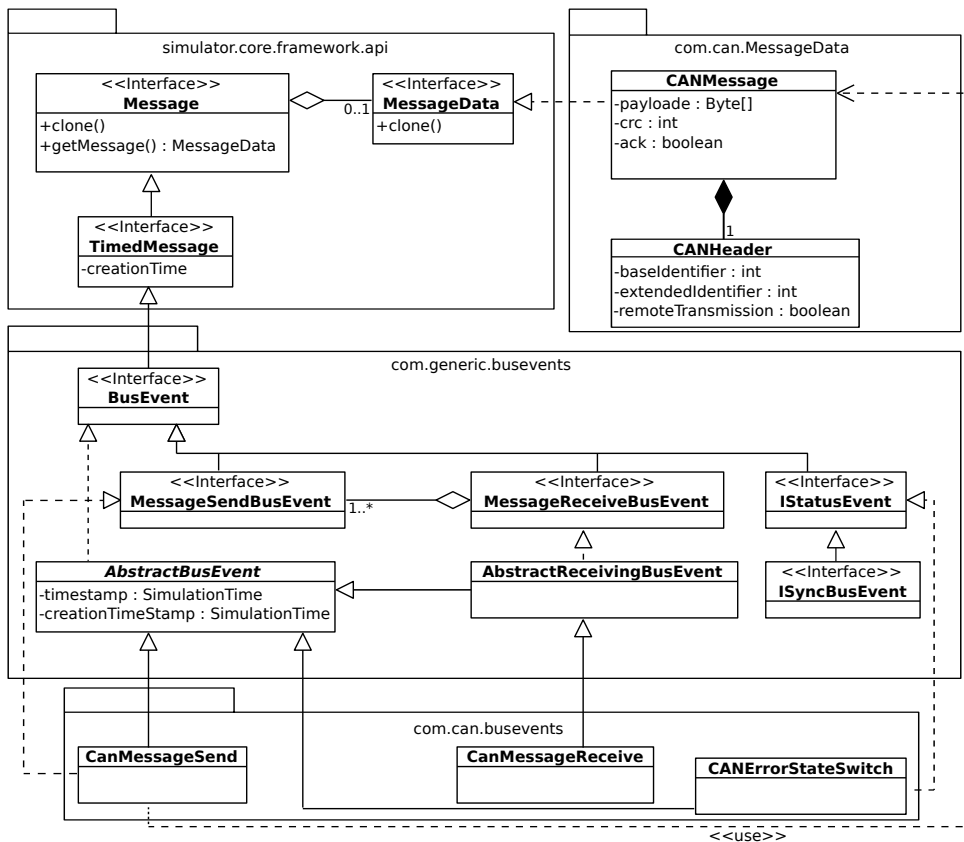 simulator.core.framework.api
<<Interface>>
Message
+clone()
+getMessage() : MessageData
0..1
<<Interface>>
MessageData
+clone()
<<Interface>>
TimedMessage
-creationTime
com.can.MessageData
CANMessage
-payloade : Byte[]
-crc : int
-ack : boolean
1
CANHeader
-baseIdentifier : int
-extendedIdentifier : int
-remoteTransmission : boolean
com.generic.busevents
<<Interface>>
BusEvent
<<Interface>>
MessageSendBusEvent
1..*
<<Interface>>
MessageReceiveBusEvent
<<Interface>>
IStatusEvent
AbstractBusEvent
-timestamp : SimulationTime
-creationTimeStamp : SimulationTime
AbstractReceivingBusEvent
<<Interface>>
ISyncBusEvent
com.can.busevents
CanMessageSend
CanMessageReceive
CANErrorStateSwitch
<<use>>